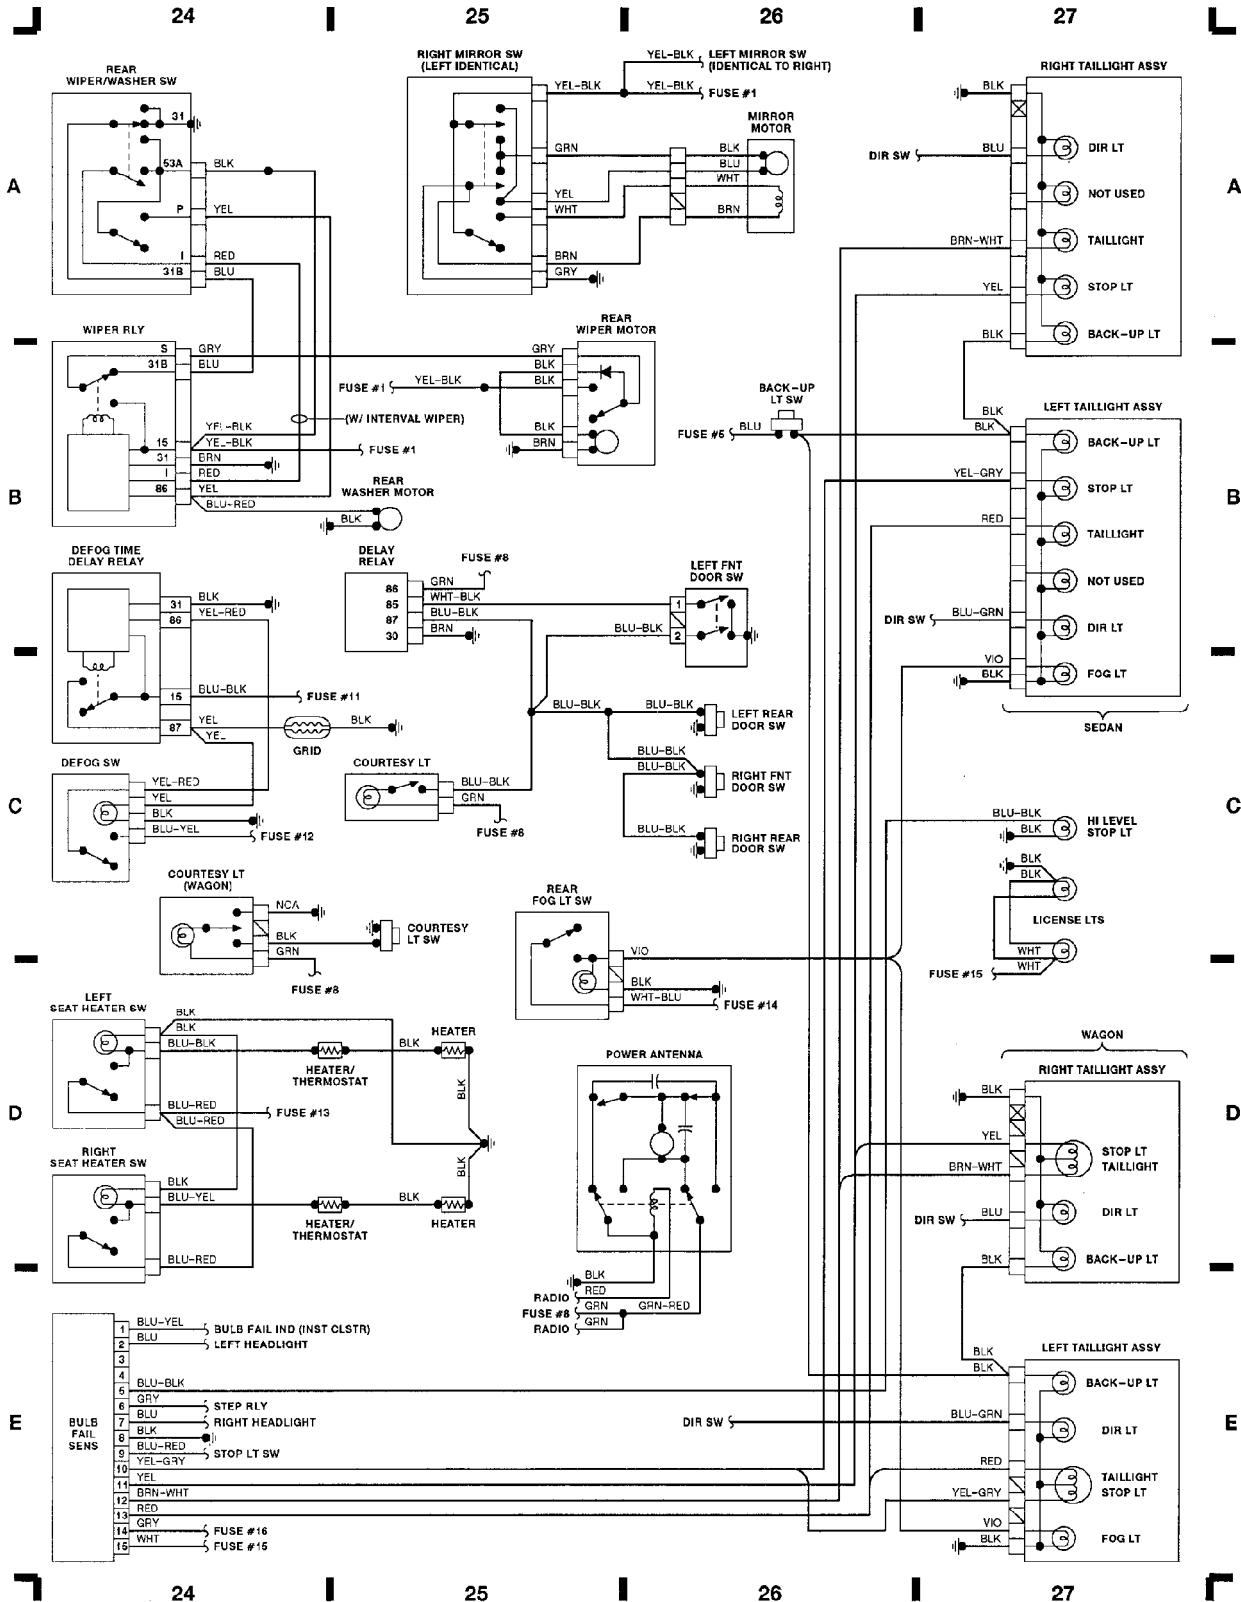 24 25 26 27
A
REAR
WIPER/WASHER SW
31
53A
BLK
P
YEL
I
RED
31B
BLU
RIGHT MIRROR SW
(LEFT IDENTICAL)
YEL-BLK
LEFT MIRROR SW
(IDENTICAL TO RIGHT)
YEL-BLK
YEL-BLK
FUSE #1
MIRROR
MOTOR
GRN
BLK
BLU
WHT
YEL
WHT
BRN
BRN
GRY
RIGHT TAILLIGHT ASSY
BLK
DIR SW
BLU
DIR LT
NOT USED
BRN-WHT
TAILLIGHT
YEL
STOP LT
BLK
BACK-UP LT
A
B
WIPER RLY
S
GRY
31B
BLU
YEL-BLK
15
YEL-BLK
FUSE #1
31
BRN
I
RED
86
YEL
BLU-RED
(W/ INTERVAL WIPER)
REAR
WASHER MOTOR
BLK
REAR
WIPER MOTOR
GRY
BLK
FUSE #1
YEL-BLK
BLK
BLK
BRN
BACK-UP
LT SW
FUSE #5
BLU
BLK
BLK
LEFT TAILLIGHT ASSY
BACK-UP LT
YEL-GRY
STOP LT
RED
TAILLIGHT
NOT USED
DIR SW
BLU-GRN
DIR LT
VIO
BLK
FOG LT
SEDAN
B
DEFOG TIME
DELAY RELAY
31
BLK
86
YEL-RED
15
BLU-BLK
FUSE #11
87
YEL
YEL
GRID
BLK
DELAY
RELAY
FUSE #8
86
GRN
85
WHT-BLK
87
BLU-BLK
30
BRN
LEFT FNT
DOOR SW
1
BLU-BLK
2
BLU-BLK
BLU-BLK
LEFT REAR
DOOR SW
BLU-BLK
BLU-BLK
RIGHT FNT
DOOR SW
BLU-BLK
RIGHT REAR
DOOR SW
C
DEFOG SW
YEL-RED
YEL
BLK
BLU-YEL
FUSE #12
COURTESY LT
BLU-BLK
GRN
FUSE #8
COURTESY LT
(WAGON)
NCA
BLK
GRN
FUSE #8
COURTESY
LT SW
REAR
FOG LT SW
VIO
BLK
WHT-BLU
FUSE #14
BLU-BLK
BLK
HI LEVEL
STOP LT
BLK
BLK
LICENSE LTS
WHT
WHT
FUSE #15
C
D
LEFT
SEAT HEATER SW
BLK
BLK
BLU-BLK
HEATER/
THERMOSTAT
BLK
HEATER
BLK
BLU-RED
FUSE #13
BLU-RED
RIGHT
SEAT HEATER SW
BLK
BLU-YEL
HEATER/
THERMOSTAT
BLK
HEATER
BLK
BLU-RED
POWER ANTENNA
BLK
RADIO
RED
FUSE #8
GRN
GRN-RED
RADIO
GRN
WAGON
RIGHT TAILLIGHT ASSY
BLK
YEL
STOP LT
BRN-WHT
TAILLIGHT
DIR SW
BLU
DIR LT
BLK
BACK-UP LT
D
E
BULB
FAIL
SENS
1
BLU-YEL
BULB FAIL IND (INST CLSTR)
2
BLU
LEFT HEADLIGHT
3
4
5
BLU-BLK
6
GRY
STEP RLY
7
BLU
RIGHT HEADLIGHT
8
BLK
9
BLU-RED
STOP LT SW
10
YEL-GRY
11
YEL
12
BRN-WHT
13
RED
14
GRY
FUSE #16
15
WHT
FUSE #15
LEFT TAILLIGHT ASSY
BLK
BLK
BACK-UP LT
DIR SW
BLU-GRN
DIR LT
RED
TAILLIGHT
YEL-GRY
STOP LT
VIO
BLK
FOG LT
E
24 25 26 27